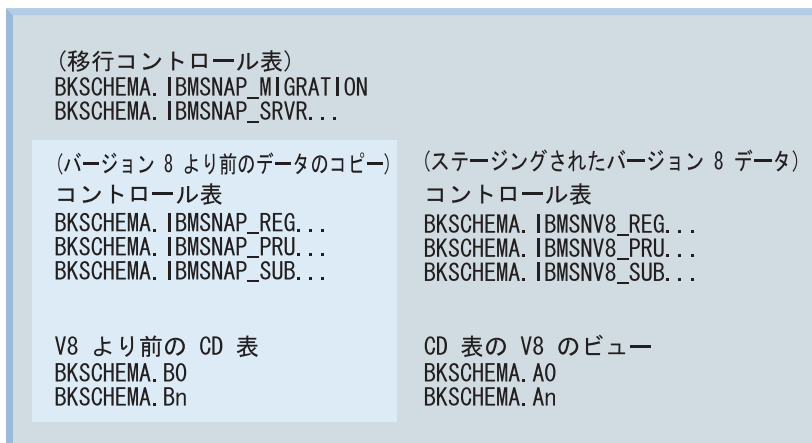 (移行コントロール表)
BKSCHEMA.IBMSNAP_MIGRATION
BKSCHEMA.IBMSNAP_SRVR...
(バージョン 8 より前のデータのコピー)
コントロール表
BKSCHEMA.IBMSNAP_REG...
BKSCHEMA.IBMSNAP_PRU...
BKSCHEMA.IBMSNAP_SUB...
V8 より前の CD 表
BKSCHEMA.B0
BKSCHEMA.Bn
(ステージングされたバージョン 8 データ)
コントロール表
BKSCHEMA.IBMSNV8_REG...
BKSCHEMA.IBMSNV8_PRU...
BKSCHEMA.IBMSNV8_SUB...
CD 表の V8 のビュー
BKSCHEMA.A0
BKSCHEMA.An